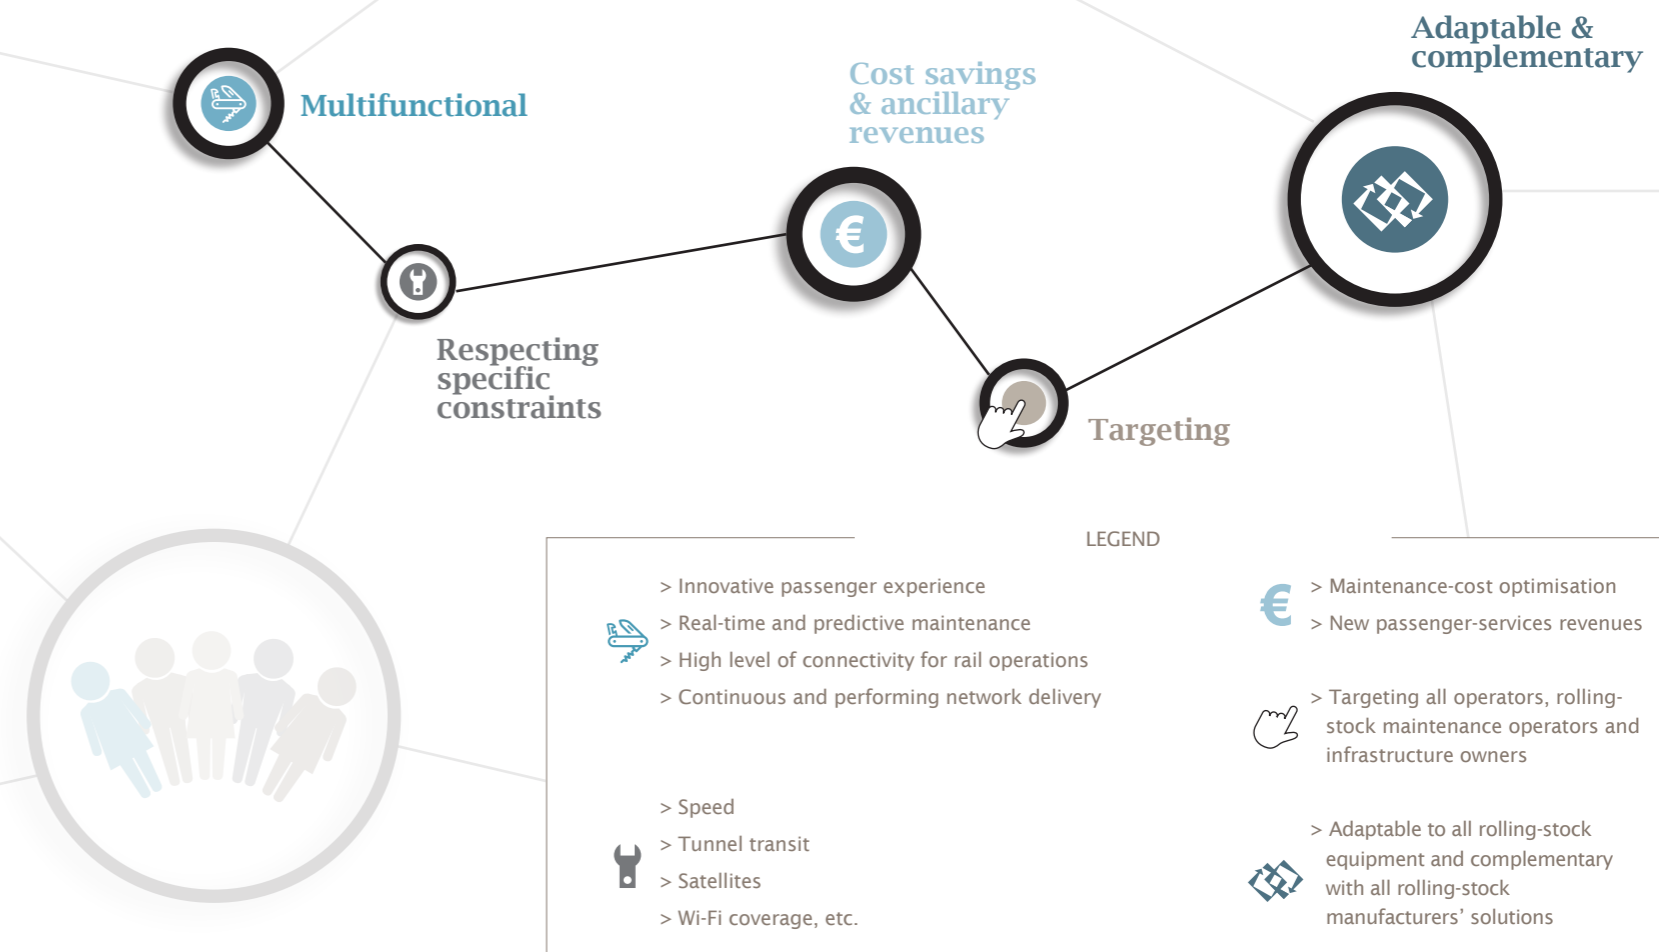 Adaptable &
complementary
Multifunctional
Cost savings
& ancillary
revenues
€
Respecting
specific
constraints
Targeting
LEGEND
> Innovative passenger experience
> Real-time and predictive maintenance
> High level of connectivity for rail operations
> Continuous and performing network delivery
> Speed
> Tunnel transit
> Satellites
> Wi-Fi coverage, etc.
€
> Maintenance-cost optimisation
> New passenger-services revenues
> Targeting all operators, rolling-
stock maintenance operators and
infrastructure owners
> Adaptable to all rolling-stock
equipment and complementary
with all rolling-stock
manufacturers’ solutions